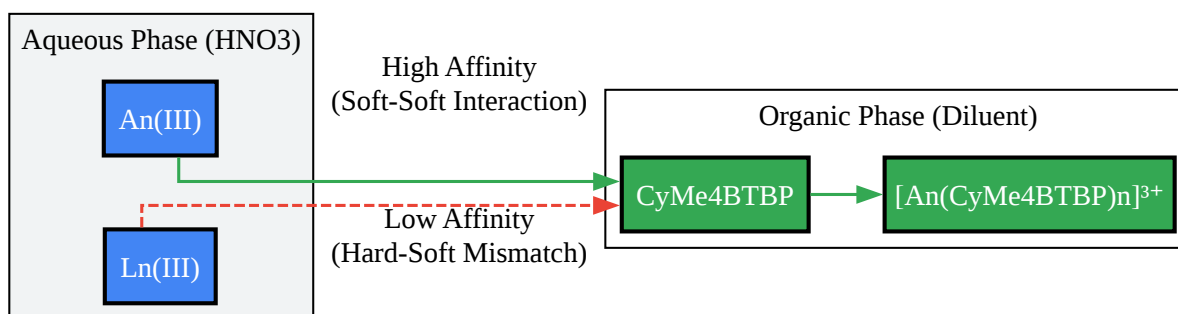 Aqueous Phase (HNO3)
An(III)
Ln(III)
High Affinity
(Soft-Soft Interaction)
Low Affinity
(Hard-Soft Mismatch)
Organic Phase (Diluent)
CyMe4BTBP
[An(CyMe4BTBP)n]³⁺